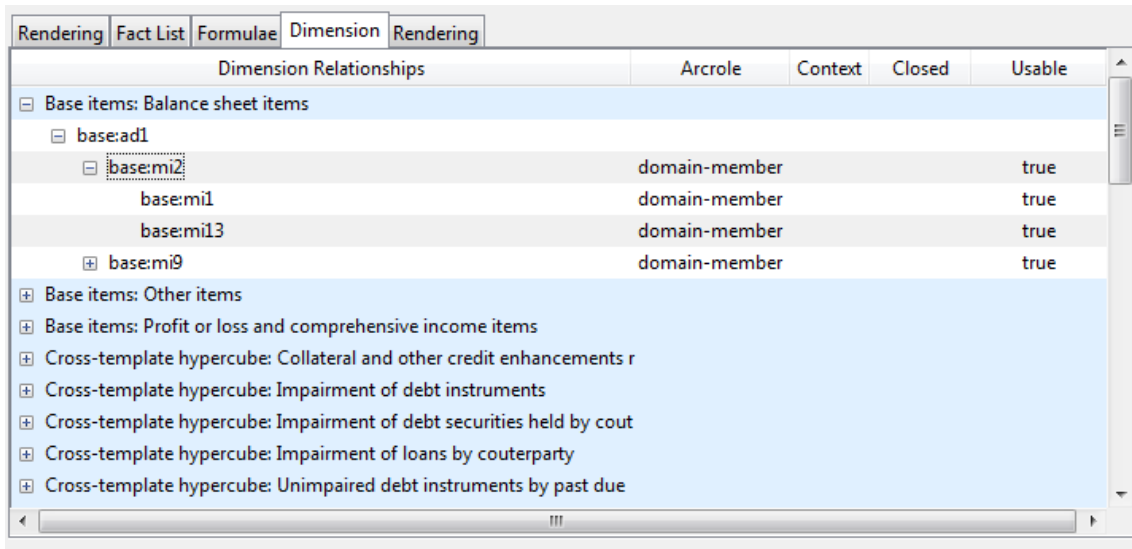 Rendering Fact List Formulae Dimension Rendering
Dimension Relationships Arcrole Context Closed Usable
Base items: Balance sheet items
base:ad1
base:mi2 domain-member true
base:mi1 domain-member true
base:mi13 domain-member true
base:mi9 domain-member true
Base items: Other items
Base items: Profit or loss and comprehensive income items
Cross-template hypercube: Collateral and other credit enhancements r
Cross-template hypercube: Impairment of debt instruments
Cross-template hypercube: Impairment of debt securities held by cout
Cross-template hypercube: Impairment of loans by couterparty
Cross-template hypercube: Unimpaired debt instruments by past due